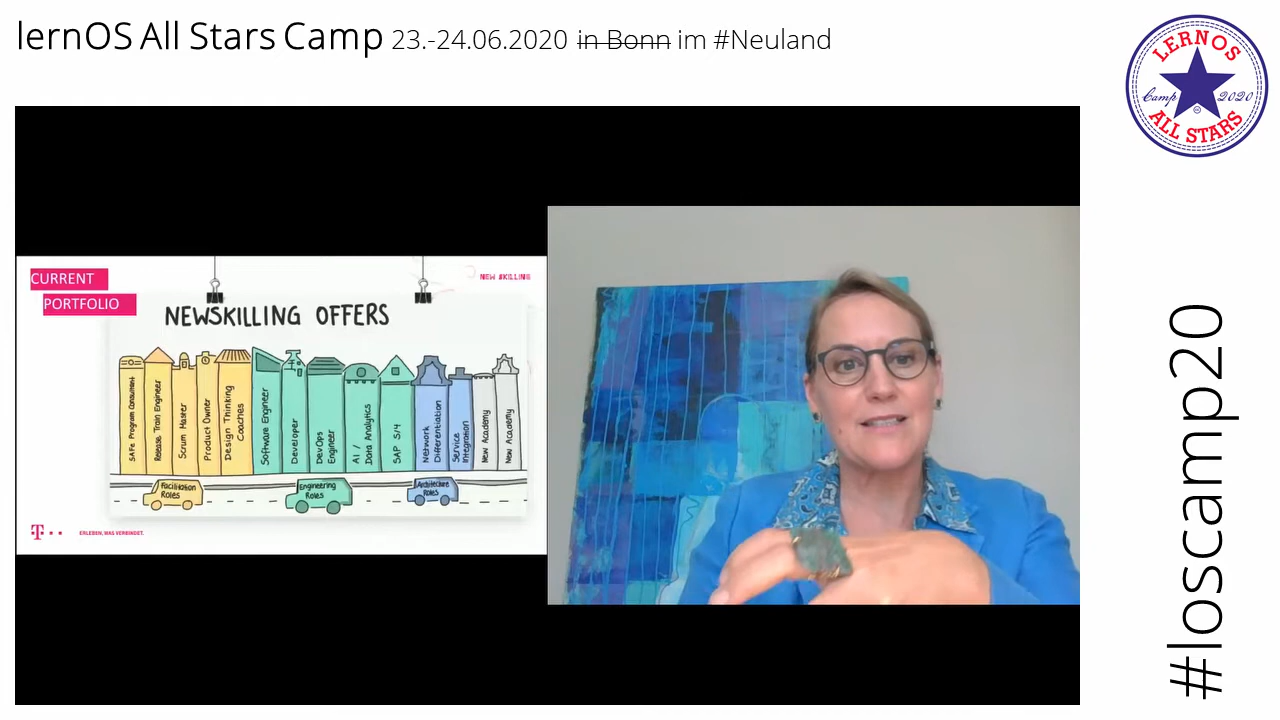 lernOS All Stars Camp 23.-24.06.2020 in Bonn im #Neuland
LERNOS
Camp 2020
ALL STARS
CURRENT
PORTFOLIO
NEW SKILLING
NEWSKILLING OFFERS
SAFe Program Consultant
Release Train Engineer
Scrum Master
Product Owner
Design Thinking
Coaches
Software Engineer
Developer
DevOps
Engineer
AI /
Data Analytics
SAP S/4
Network
Differentiation
Service
Integration
New Academy
New Academy
Facilitation
Roles
Engineering
Roles
Architecture
Roles
T
ERLEBEN, WAS VERBINDET.
#loscamp20